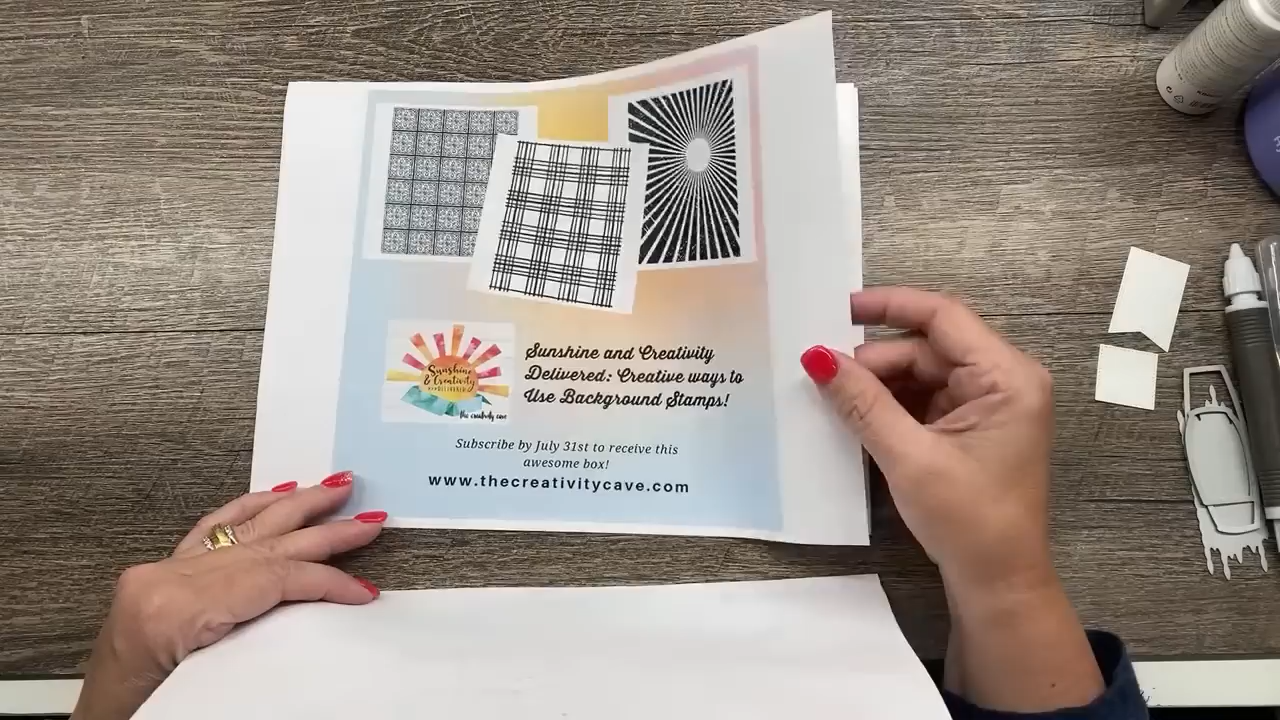 Sunshine
& Creativity
DELIVERED
the creativity cave
Sunshine and Creativity
Delivered: Creative ways to
Use Background Stamps!
Subscribe by July 31st to receive this
awesome box!
www.thecreativitycave.com